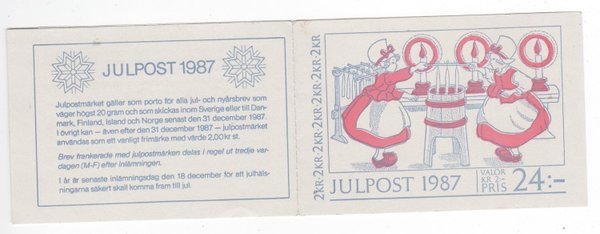 JULPOST 1987
Julpostmärket gäller som porto för alla jul- och nyårsbrev som
väger högst 20 gram och som skickas inom Sverige eller till Dan-
mark, Finland, Island och Norge senast den 31 december 1987.
I övrigt kan – även efter den 31 december 1987 – julpostmärket
användas som ett vanligt frimärke med värde 2,00 kr st.
Brev frankerade med julpostmärken delas i regel ut tredje var-
dagen (M-F) efter inlämningen.
I år är senaste inlämningsdag den 18 december för att julhäls-
ningarna säkert skall komma fram till jul.
2KR 2KR 2KR 2KR 2KR 2KR 2KR 2KR
JULPOST 1987
VALÖR
KR 2:-
PRIS
24:-